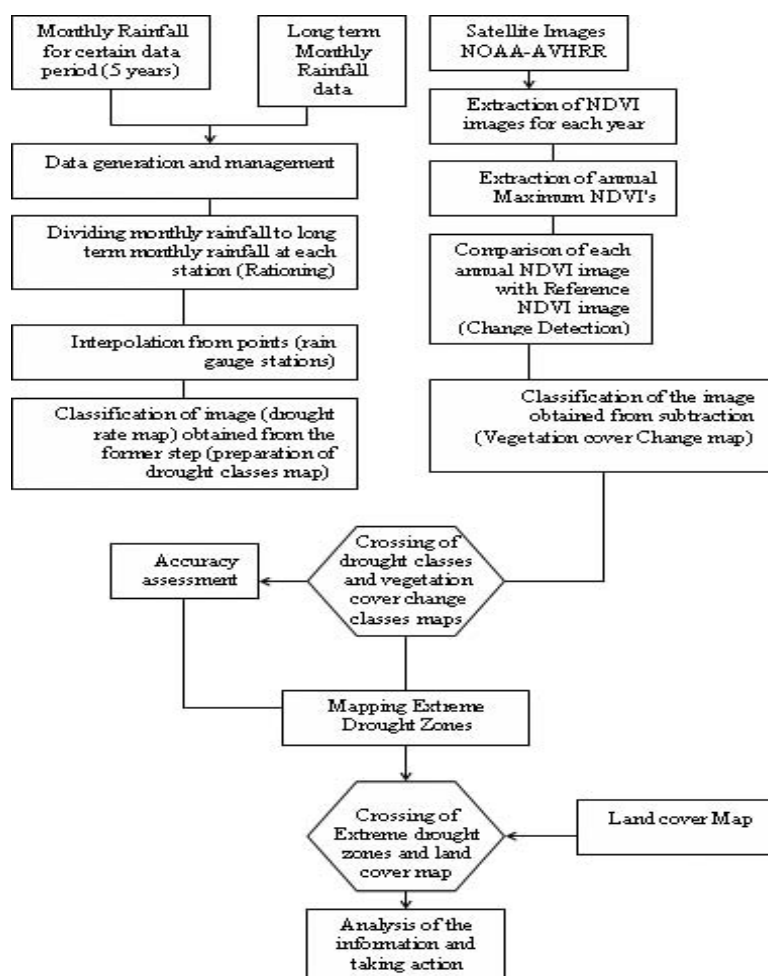 Monthly Rainfall
for certain data
period (5 years)
Long term
Monthly
Rainfall
data
Satellite Images
NOAA-AVHRR
Extraction of NDVI
images for each year
Data generation and management
Extraction of annual
Maximum NDVI's
Dividing monthly rainfall to long
term monthly rainfall at each
station (Rationing)
Comparison of each
annual NDVI image
with Reference
NDVI image
(Change Detection)
Interpolation from points (rain
gauge stations)
Classification of image (drought
rate map) obtained from the
former step (preparation of
drought classes map)
Classification of the image
obtained from subtraction
(Vegetation cover Change map)
Crossing of
drought classes
and vegetation
cover change
classes maps
Accuracy
assessment
Mapping Extreme
Drought Zones
Crossing of
Extreme drought
zones and land
cover map
Land cover Map
Analysis of the
information and
taking action